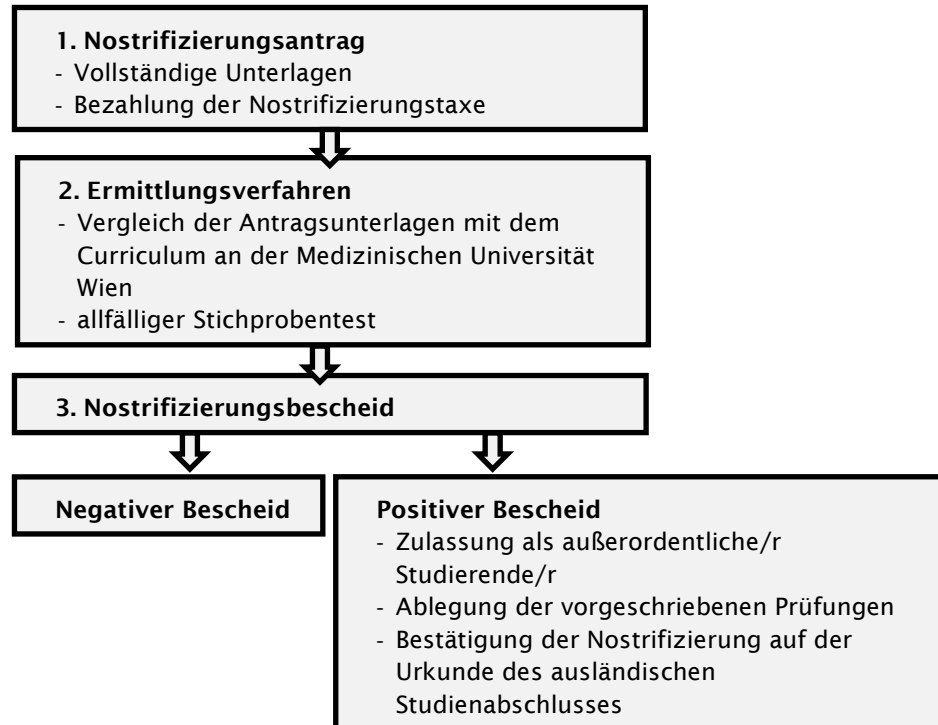 1. Nostrifizierungsantrag
- Vollständige Unterlagen
- Bezahlung der Nostrifizierungstaxe
2. Ermittlungsverfahren
- Vergleich der Antragsunterlagen mit dem
Curriculum an der Medizinischen Universität
Wien
- allfälliger Stichprobentest
3. Nostrifizierungsbescheid
Negativer Bescheid
Positiver Bescheid
- Zulassung als außerordentliche/r
Studierende/r
- Ablegung der vorgeschriebenen Prüfungen
- Bestätigung der Nostrifizierung auf der
Urkunde des ausländischen
Studienabschlusses